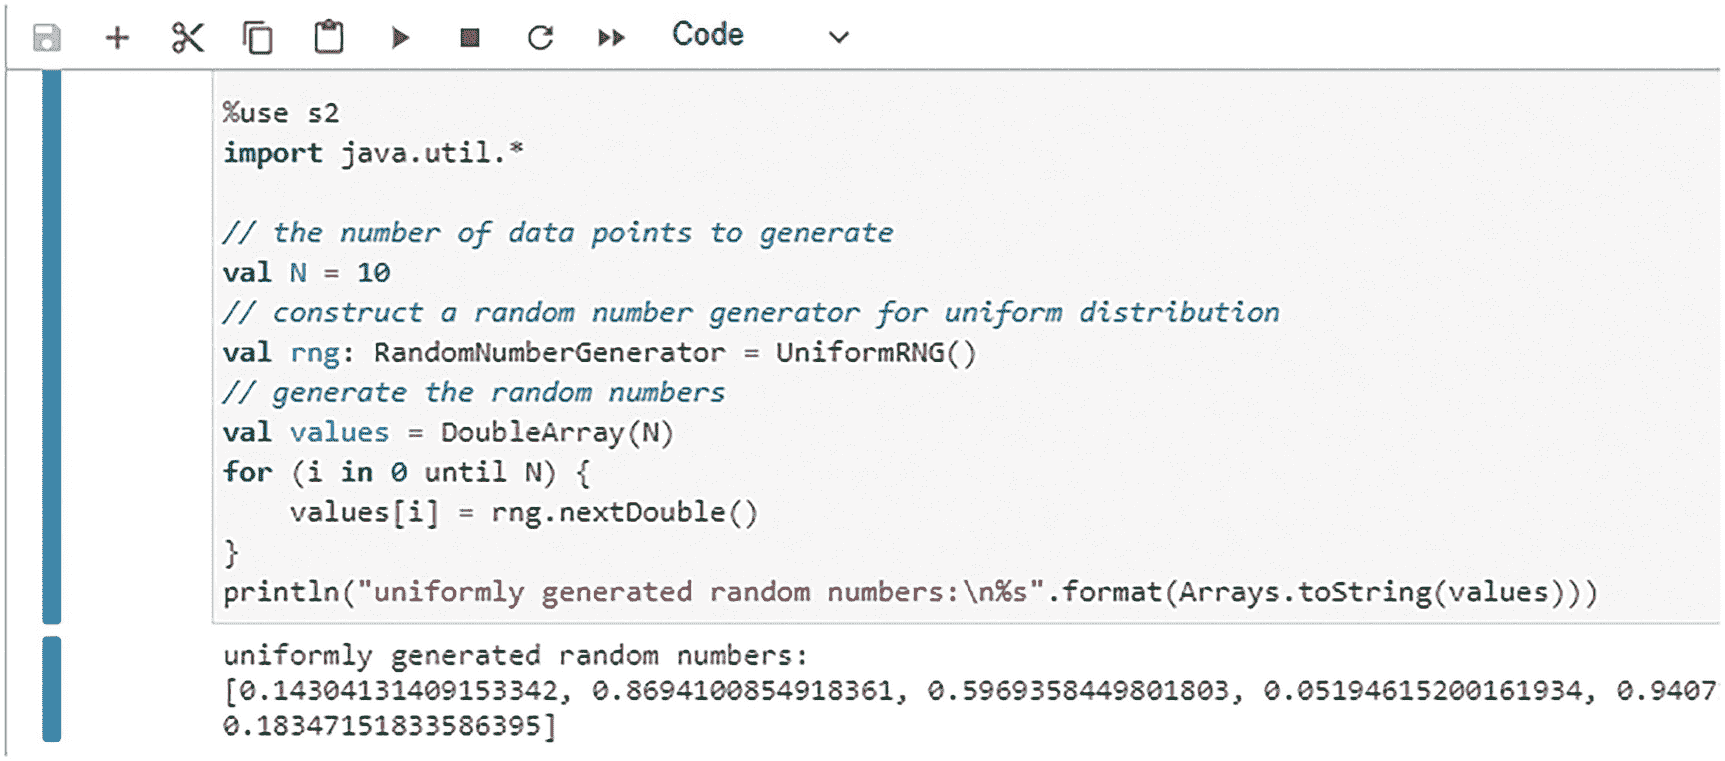 Code
%use s2
import java.util.*
// the number of data points to generate
val N = 10
// construct a random number generator for uniform distribution
val rng: RandomNumberGenerator = UniformRNG()
// generate the random numbers
val values = DoubleArray(N)
for (i in 0 until N) {
    values[i] = rng.nextDouble()
}
println("uniformly generated random numbers:\n%s".format(Arrays.toString(values)))
uniformly generated random numbers:
[0.14304131409153342, 0.8694100854918361, 0.5969358449801803, 0.05194615200161934, 0.9407
0.18347151833586395]